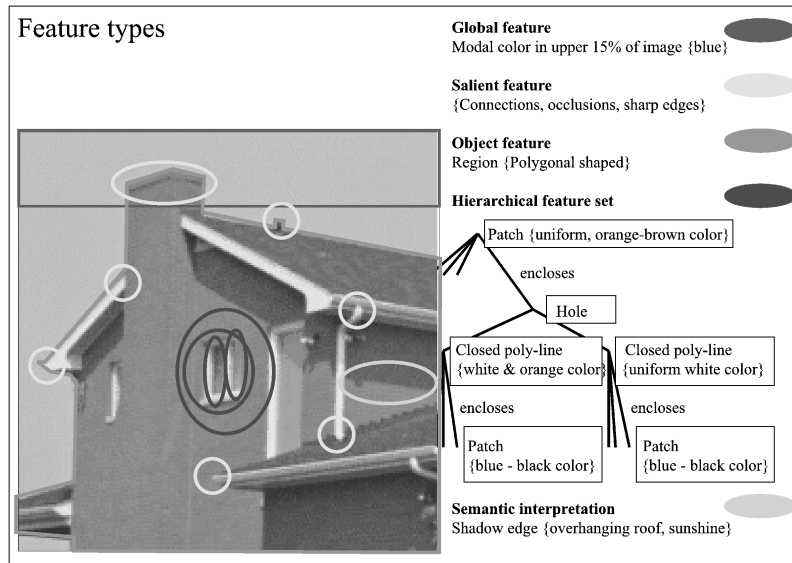 Feature types
Global feature
Modal color in upper 15% of image {blue}
Salient feature
{Connections, occlusions, sharp edges}
Object feature
Region {Polygonal shaped}
Hierarchical feature set
Patch {uniform, orange-brown color}
encloses
Hole
Closed poly-line
{white & orange color}
Closed poly-line
{uniform white color}
encloses
encloses
Patch
{blue - black color}
Patch
{blue - black color}
Semantic interpretation
Shadow edge {overhanging roof, sunshine}